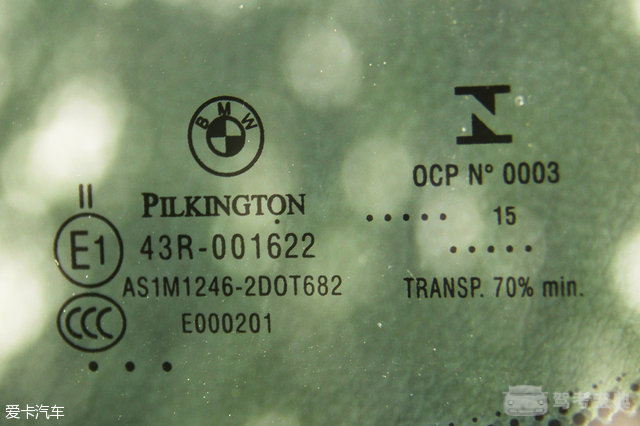 BMW
PILKINGTON
II
E1
43R-001622
AS1M1246-2DOT682
CCC
E000201
OCP Nº 0003
..... 15
.....
TRANSP. 70% min.
...
爱卡汽车